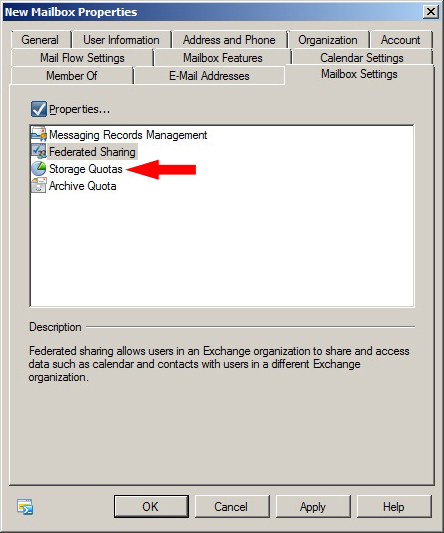 New Mailbox Properties
General User Information Address and Phone Organization Account
Mail Flow Settings Mailbox Features Calendar Settings
Member Of E-Mail Addresses Mailbox Settings
Properties...
Messaging Records Management
Federated Sharing
Storage Quotas
Archive Quota
Description
Federated sharing allows users in an Exchange organization to share and access
data such as calendar and contacts with users in a different Exchange
organization.
OK Cancel Apply Help